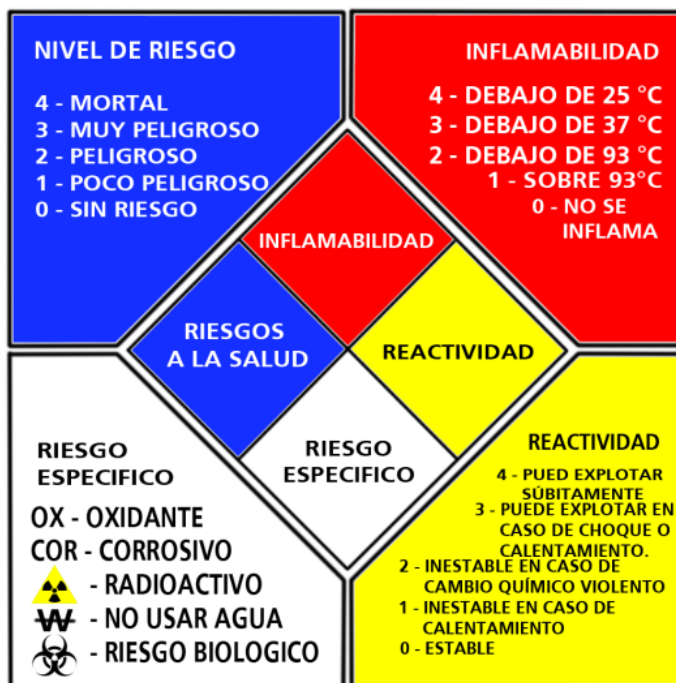 NIVEL DE RIESGO
4 - MORTAL
3 - MUY PELIGROSO
2 - PELIGROSO
1 - POCO PELIGROSO
0 - SIN RIESGO
INFLAMABILIDAD
4 - DEBAJO DE 25 °C
3 - DEBAJO DE 37 °C
2 - DEBAJO DE 93 °C
1 - SOBRE 93°C
0 - NO SE
INFLAMA
INFLAMABILIDAD
RIESGOS
A LA SALUD
REACTIVIDAD
RIESGO
ESPECIFICO
RIESGO
ESPECIFICO
OX - OXIDANTE
COR - CORROSIVO
- RADIOACTIVO
W - NO USAR AGUA
- RIESGO BIOLOGICO
REACTIVIDAD
4 - PUED EXPLOTAR
SÚBITAMENTE
3 - PUEDE EXPLOTAR EN
CASO DE CHOQUE O
CALENTAMIENTO.
2 - INESTABLE EN CASO DE
CAMBIO QUÍMICO VIOLENTO
1 - INESTABLE EN CASO DE
CALENTAMIENTO
0 - ESTABLE